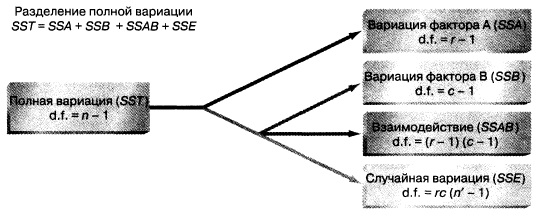 Разделение полной вариации
SST = SSA + SSB + SSAB + SSE
Полная вариация (SST)
d.f. = n – 1
Вариация фактора A (SSA)
d.f. = r – 1
Вариация фактора B (SSB)
d.f. = c – 1
Взаимодействие (SSAB)
d.f. = (r – 1) (c – 1)
Случайная вариация (SSE)
d.f. = rc (n′ – 1)